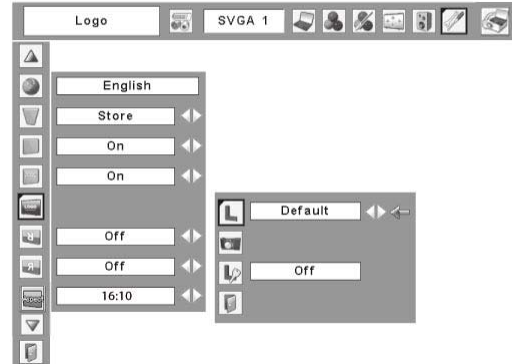 Logo
SVGA 1
English
Store
On
On
Default
Off
Off
Off
16:10